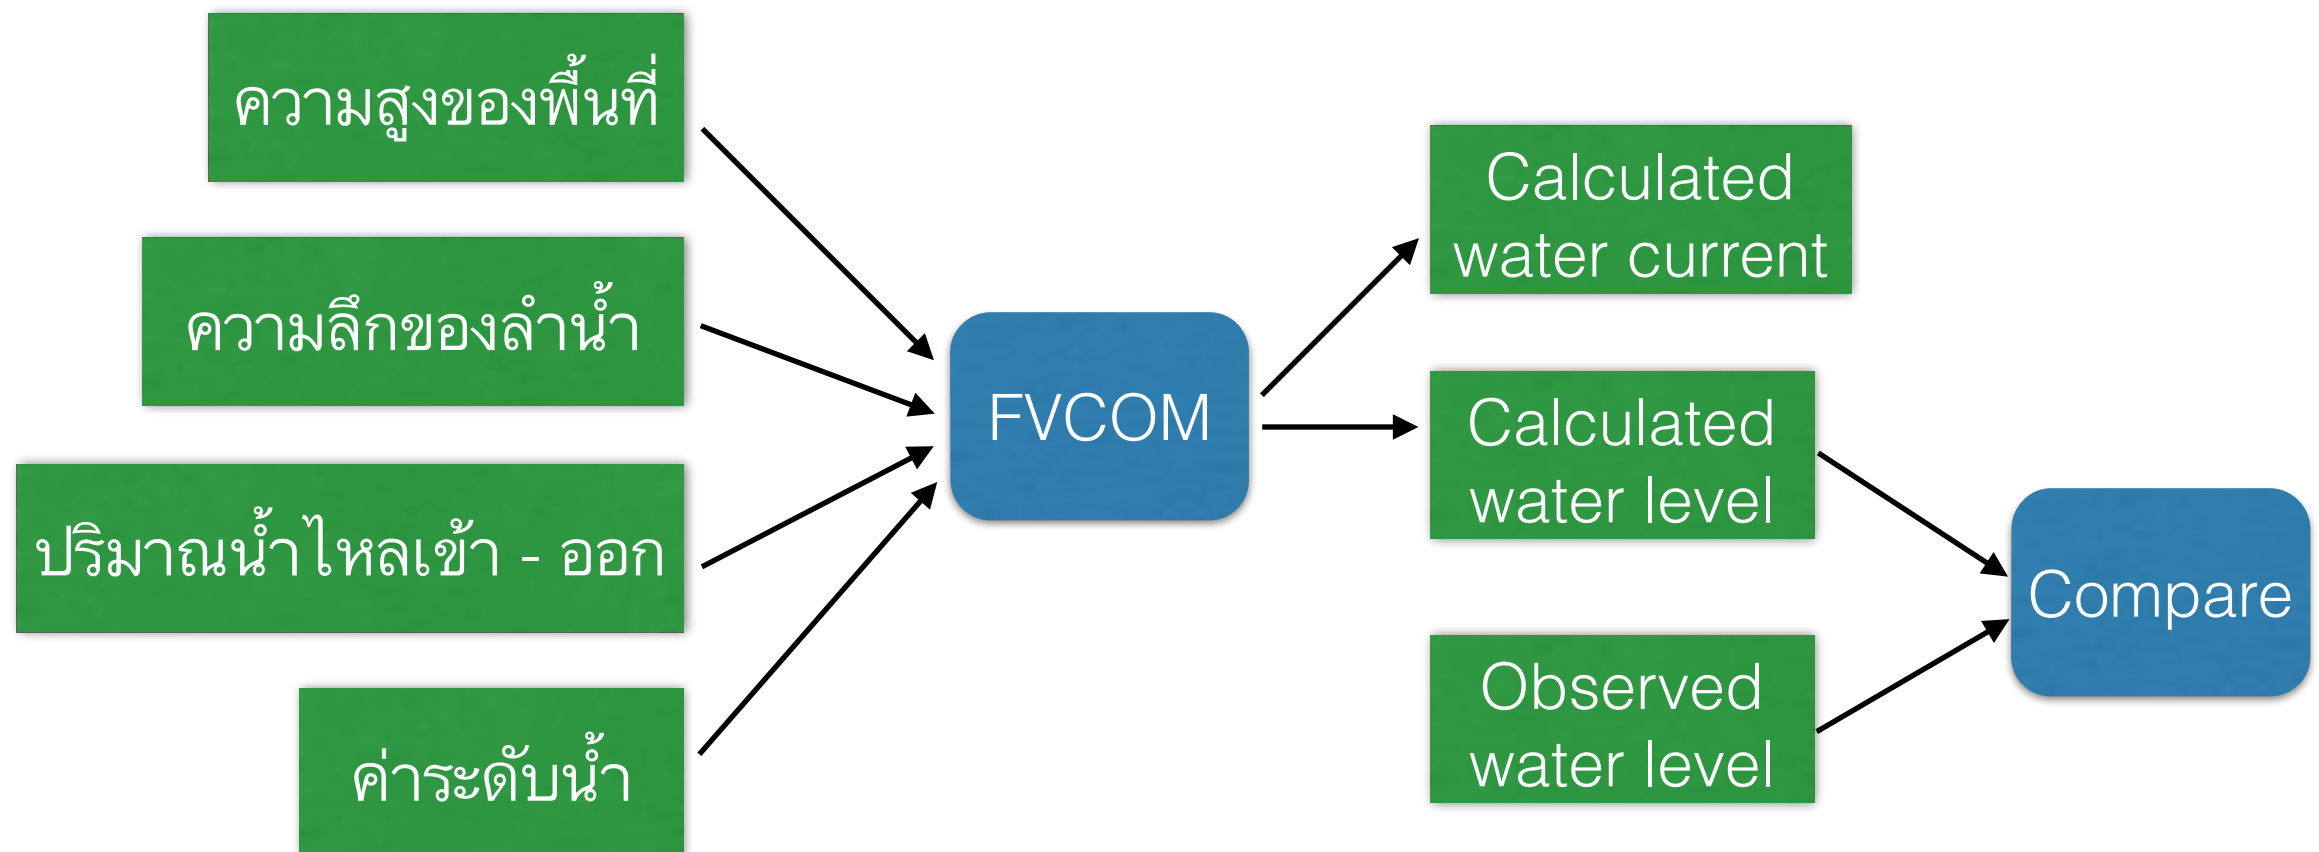 ความสูงของพื้นที่
ความลึกของลำน้ำ
ปริมาณน้ำไหลเข้า - ออก
ค่าระดับน้ำ
FVCOM
Calculated
water current
Calculated
water level
Observed
water level
Compare